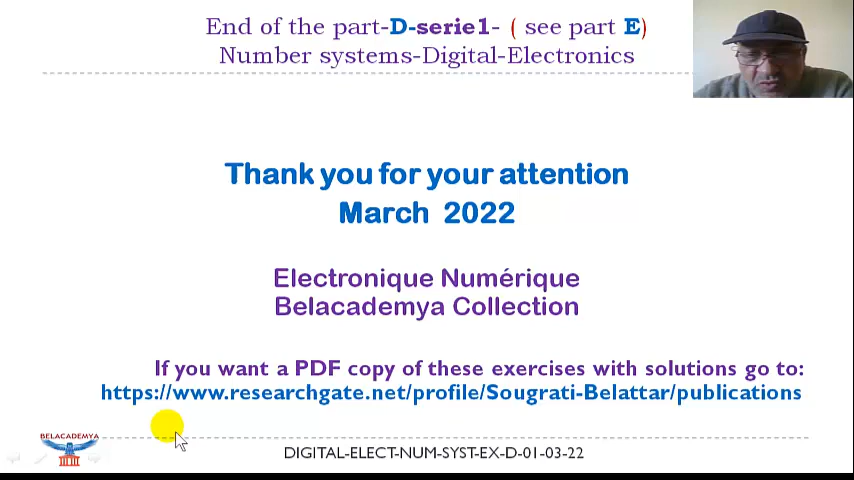 End of the part-D-serie1- ( see part E)
Number systems-Digital-Electronics
Thank you for your attention
March 2022
Electronique Numérique
Belacademya Collection
If you want a PDF copy of these exercises with solutions go to:
https://www.researchgate.net/profile/Sougrati-Belattar/publications
BELACADEMYA
DIGITAL-ELECT-NUM-SYST-EX-D-01-03-22